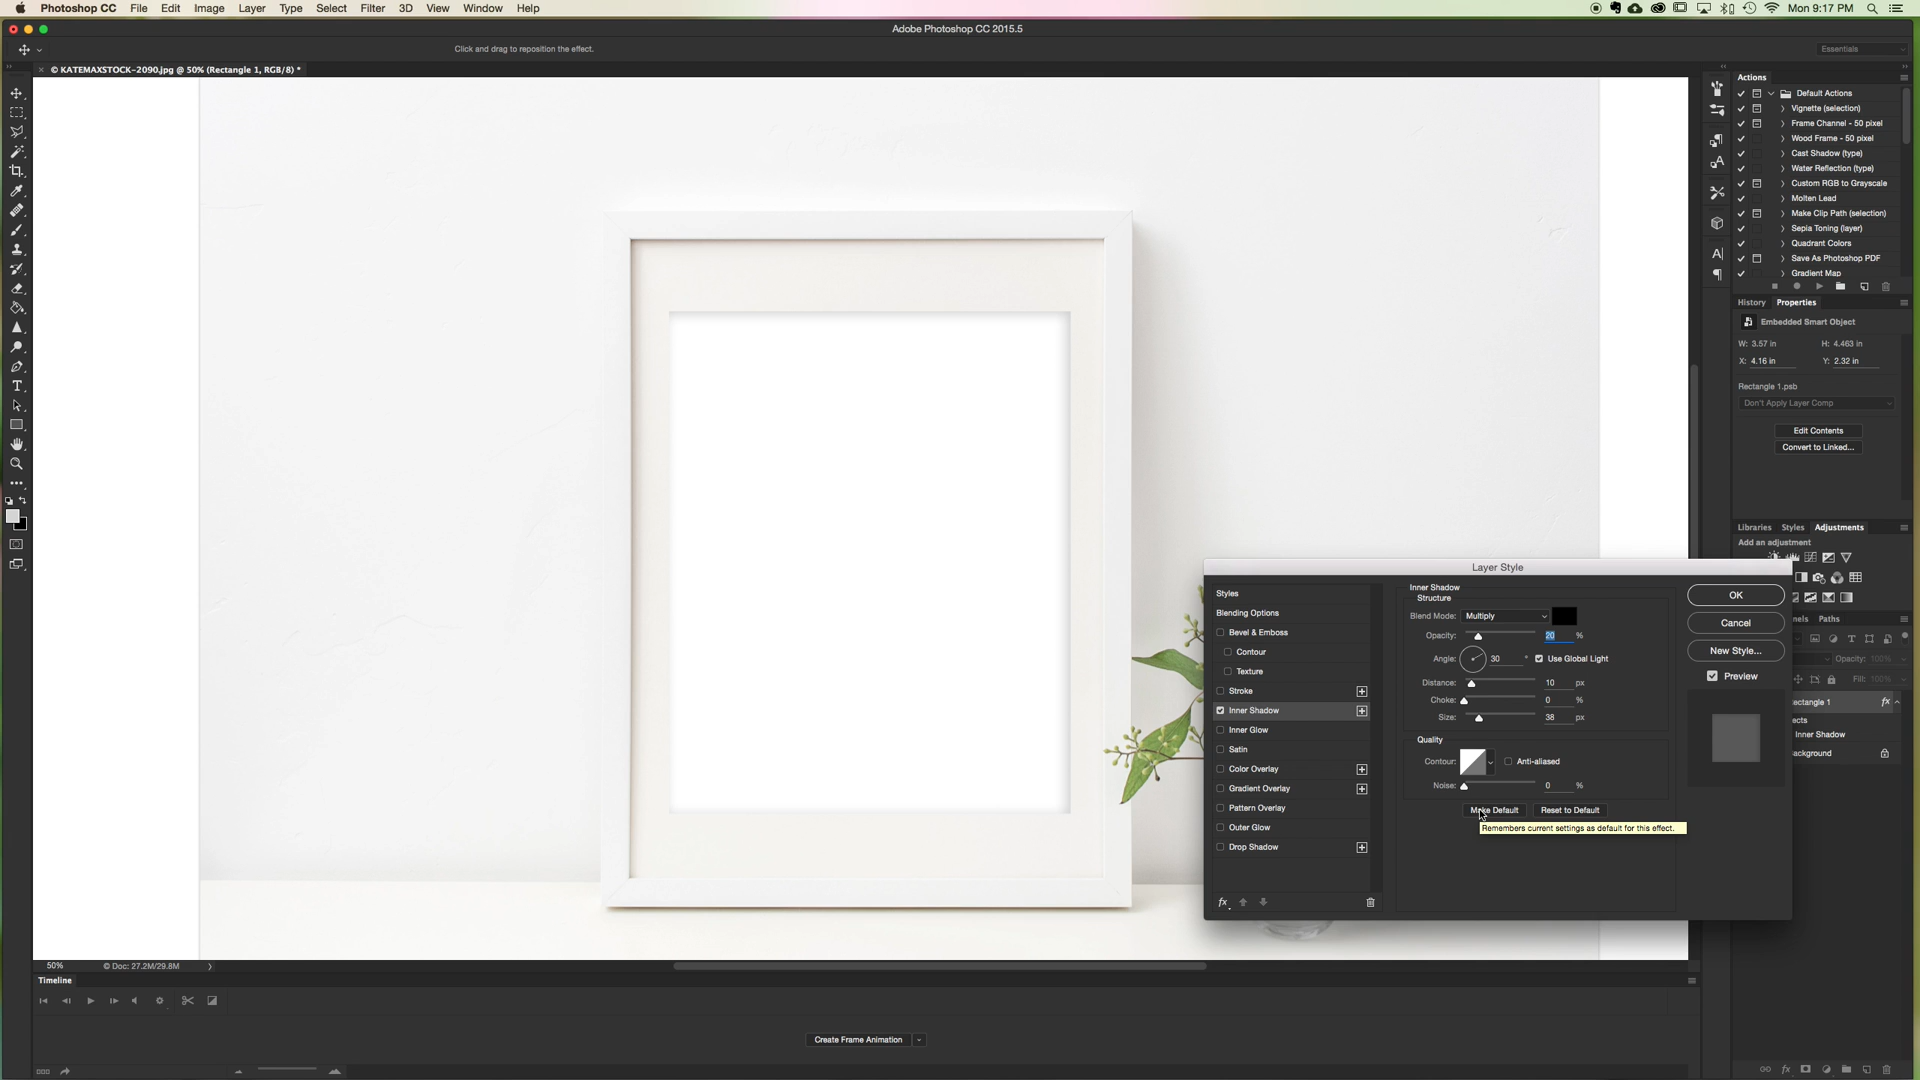 Photoshop CC File Edit Image Layer Type Select Filter 3D View Window Help Mon 9:17 PM
Adobe Photoshop CC 2015.5
Click and drag to reposition the effect. Essentials
© KATEMAXSTOCK-2090.jpg @ 50% (Rectangle 1, RGB/8) *
Actions
Default Actions
Vignette (selection)
Frame Channel - 50 pixel
Wood Frame - 50 pixel
Cast Shadow (type)
Water Reflection (type)
Custom RGB to Grayscale
Molten Lead
Make Clip Path (selection)
Sepia Toning (layer)
Quadrant Colors
Save As Photoshop PDF
Gradient Map
History Properties
Embedded Smart Object
W: 3.57 in H: 4.463 in
X: 4.16 in Y: 2.32 in
Rectangle 1.psb
Don't Apply Layer Comp
Edit Contents
Convert to Linked...
Libraries Styles Adjustments
Add an adjustment
Layer Style
Styles
Blending Options
Bevel & Emboss
Contour
Texture
Stroke
Inner Shadow
Inner Glow
Satin
Color Overlay
Gradient Overlay
Pattern Overlay
Outer Glow
Drop Shadow
fx
Inner Shadow
Structure
Blend Mode: Multiply
Opacity: 20 %
Angle: 30 ° Use Global Light
Distance: 10 px
Choke: 0 %
Size: 38 px
Quality
Contour: Anti-aliased
Noise: 0 %
Make Default Reset to Default
Remembers current settings as default for this effect.
OK
Cancel
New Style...
Preview
nels Paths
Opacity: 100%
Fill: 100%
ectangle 1 fx
ects
Inner Shadow
ackground
50% © Doc: 27.2M/29.8M
Timeline
Create Frame Animation
fx